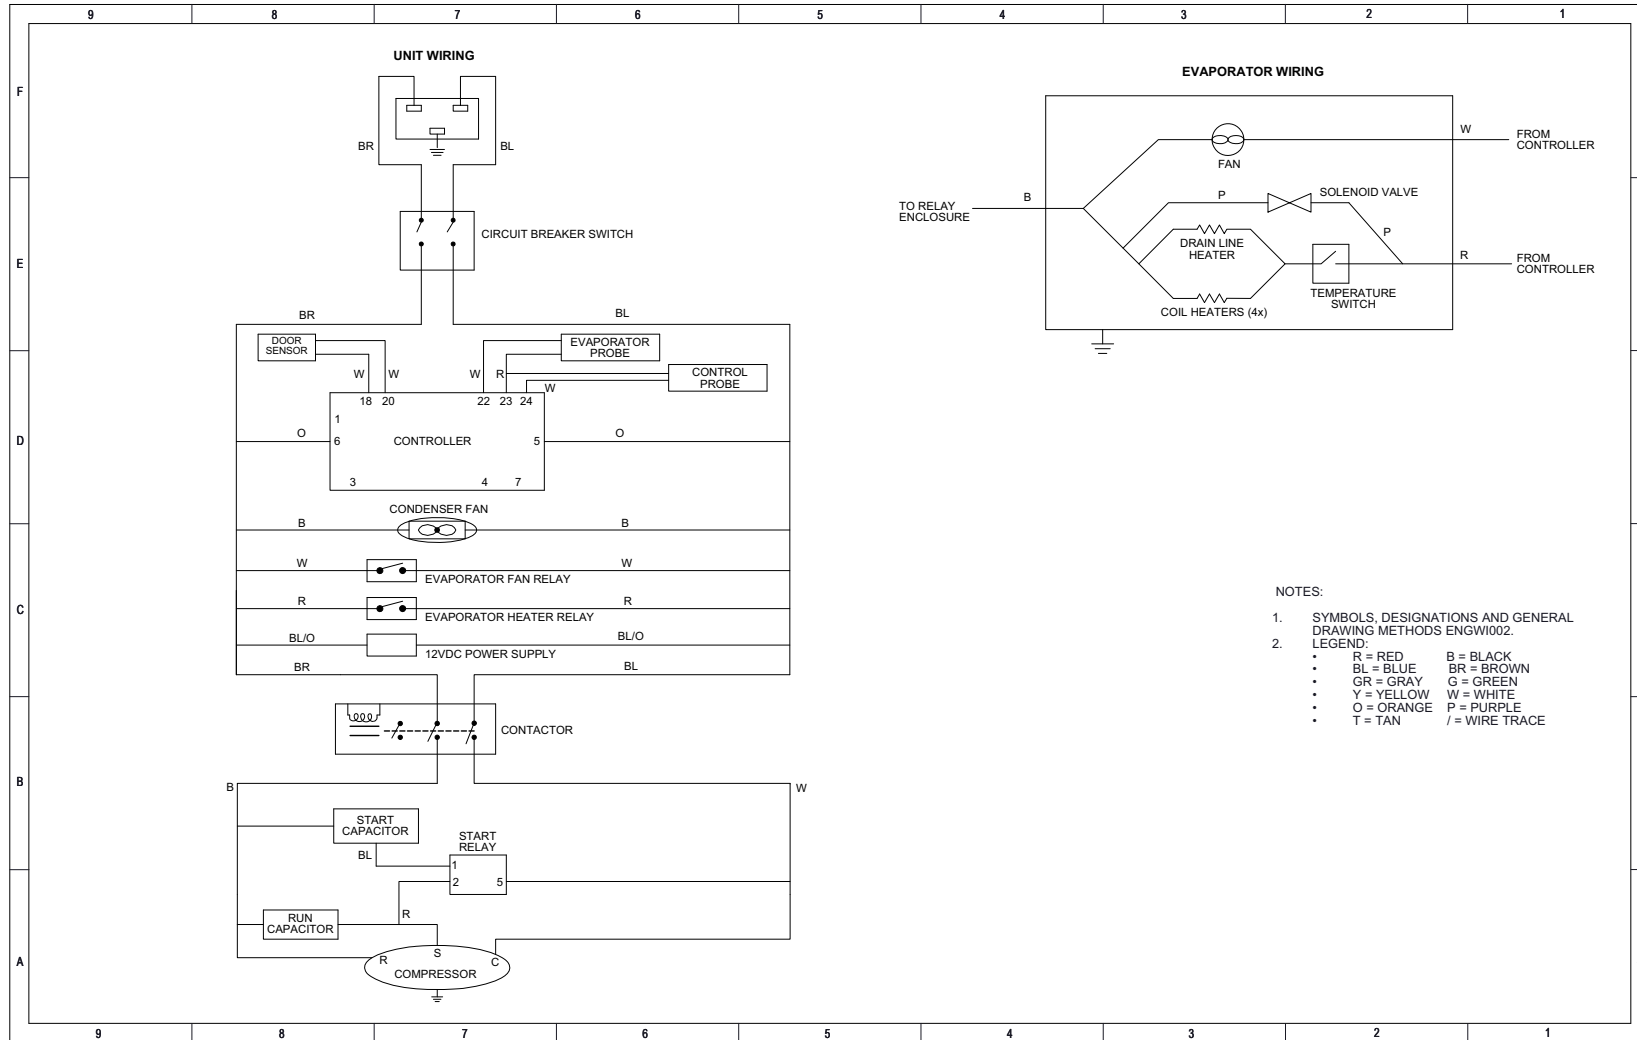 9 8 7 6 5 4 3 2 1
UNIT WIRING
EVAPORATOR WIRING
F
BR
BL
W
FROM
CONTROLLER
FAN
E
CIRCUIT BREAKER SWITCH
TO RELAY
ENCLOSURE
B
P
SOLENOID VALVE
P
DRAIN LINE
HEATER
R
FROM
CONTROLLER
TEMPERATURE
SWITCH
COIL HEATERS (4x)
BR
BL
DOOR
SENSOR
EVAPORATOR
PROBE
CONTROL
PROBE
W W W R W
18 20 22 23 24
D
1
O 6 CONTROLLER 5 O
3 4 7
CONDENSER FAN
B B
W W
EVAPORATOR FAN RELAY
C
R R
EVAPORATOR HEATER RELAY
BL/O BL/O
12VDC POWER SUPPLY
BR BL
CONTACTOR
NOTES:
1. SYMBOLS, DESIGNATIONS AND GENERAL
DRAWING METHODS ENGWI002.
2. LEGEND:
• R = RED B = BLACK
• BL = BLUE BR = BROWN
• GR = GRAY G = GREEN
• Y = YELLOW W = WHITE
• O = ORANGE P = PURPLE
• T = TAN / = WIRE TRACE
B
B
W
START
CAPACITOR
BL
START
RELAY
1
2 5
RUN
CAPACITOR
R
A
R S C
COMPRESSOR
9 8 7 6 5 4 3 2 1